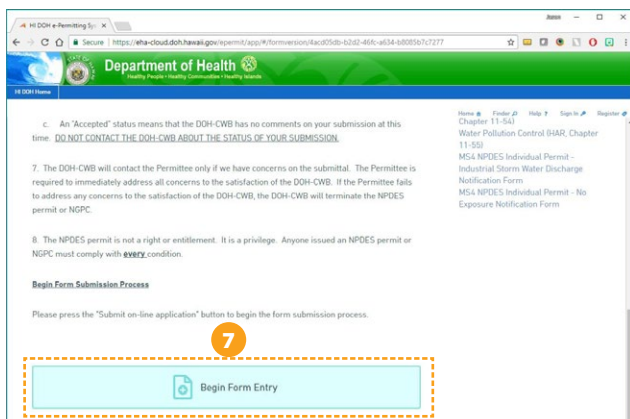 HI DOH e-Permitting Sys
Secure | https://eha-cloud.doh.hawaii.gov/epermit/app/#/formversion/4acd05db-b2d2-46fc-a634-b8085b7c7277
Department of Health
Healthy People • Healthy Communities • Healthy Islands
HI DOH Home
Home Finder Help ? Sign In Register
c. An "Accepted" status means that the DOH-CWB has no comments on your submission at this
time. DO NOT CONTACT THE DOH-CWB ABOUT THE STATUS OF YOUR SUBMISSION.
7. The DOH-CWB will contact the Permittee only if we have concerns on the submittal. The Permittee is
required to immediately address all concerns to the satisfaction of the DOH-CWB. If the Permittee fails
to address any concerns to the satisfaction of the DOH-CWB, the DOH-CWB will terminate the NPDES
permit or NGPC.
8. The NPDES permit is not a right or entitlement. It is a privilege. Anyone issued an NPDES permit or
NGPC must comply with every condition.
Begin Form Submission Process
Please press the "Submit on-line application" button to begin the form submission process.
7
Begin Form Entry
Chapter 11-54)
Water Pollution Control (HAR, Chapter
11-55)
MS4 NPDES Individual Permit -
Industrial Storm Water Discharge
Notification Form
MS4 NPDES Individual Permit - No
Exposure Notification Form